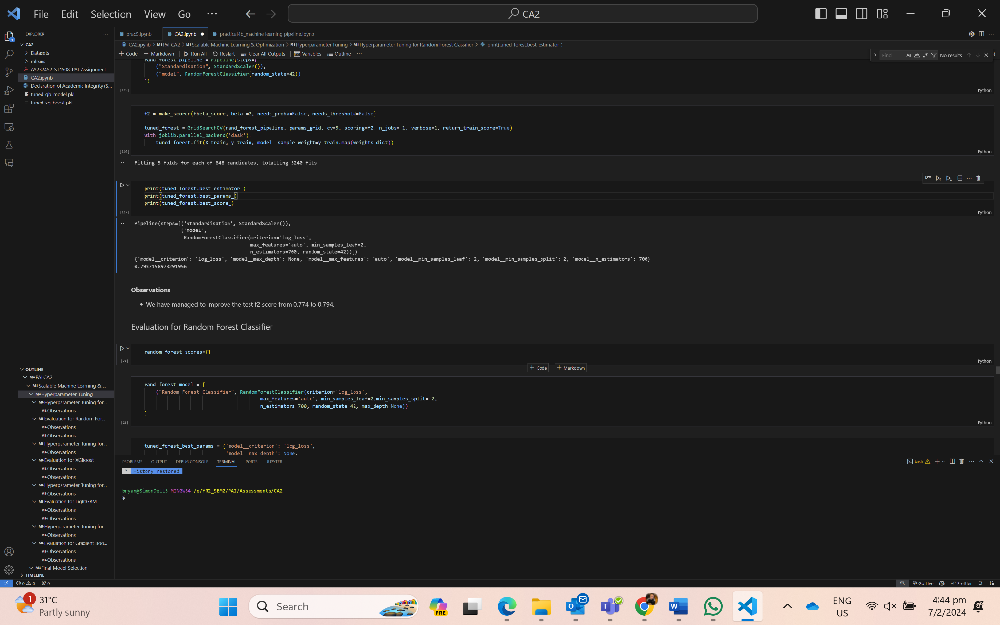 File Edit Selection View Go ··· CA2
EXPLORER
CA2
Datasets
mlruns
AY2324S2_ST1508_PAI_Assignment_...
CA2.ipynb
Declaration of Academic Integrity (S...
tuned_gb_model.pkl
tuned_xg_boost.pkl
OUTLINE
M↓PAI CA2
M↓Scalable Machine Learning & ...
M↓Hyperparameter Tuning
M↓Hyperparameter Tuning for...
M↓Observations
M↓Evaluation for Random For...
M↓Observations
M↓Observations
M↓Hyperparameter Tuning for...
M↓Observations
M↓Evaluation for XGBoost
M↓Observations
M↓Observations
M↓Hyperparameter Tuning for...
M↓Observations
M↓Evaluation for LightGBM
M↓Observations
M↓Observations
M↓Hyperparameter Tuning for...
M↓Observations
M↓Evaluation for Gradient Boo...
M↓Observations
M↓Observations
M↓Final Model Selection
TIMELINE
prac5.ipynb CA2.ipynb practical4b_machine learning pipeline.ipynb
CA2.ipynb > M↓PAI CA2 > M↓Scalable Machine Learning & Optimization > M↓Hyperparameter Tuning > M↓Hyperparameter Tuning for Random Forest Classifier > print(tuned_forest.best_estimator_)
+ Code + Markdown Run All Restart Clear All Outputs Variables Outline ···
Find Aa ab No results
rand_forest_pipeline = Pipeline(steps=[
("Standardisation", StandardScaler()),
("model", RandomForestClassifier(random_state=42))
])
[115] Python
f2 = make_scorer(fbeta_score, beta =2, needs_proba=False, needs_threshold=False)
tuned_forest = GridSearchCV(rand_forest_pipeline, params_grid, cv=5, scoring=f2, n_jobs=-1, verbose=1, return_train_score=True)
with joblib.parallel_backend('dask'):
tuned_forest.fit(X_train, y_train, model__sample_weight=y_train.map(weights_dict))
[116] Python
Fitting 5 folds for each of 648 candidates, totalling 3240 fits
print(tuned_forest.best_estimator_)
print(tuned_forest.best_params_)
print(tuned_forest.best_score_)
[117] Python
Pipeline(steps=[('Standardisation', StandardScaler()),
('model',
RandomForestClassifier(criterion='log_loss',
max_features='auto', min_samples_leaf=2,
n_estimators=700, random_state=42))])
{'model__criterion': 'log_loss', 'model__max_depth': None, 'model__max_features': 'auto', 'model__min_samples_leaf': 2, 'model__min_samples_split': 2, 'model__n_estimators': 700}
0.7937158978291956
Observations
• We have managed to improve the test f2 score from 0.774 to 0.794.
Evaluation for Random Forest Classifier
random_forest_scores={}
[24] Python
+ Code + Markdown
rand_forest_model = [
("Random Forest Classifier", RandomForestClassifier(criterion='log_loss',
max_features='auto', min_samples_leaf=2,min_samples_split= 2,
n_estimators=700, random_state=42, max_depth=None))
]
[25] Python
tuned_forest_best_params = {'model__criterion': 'log_loss',
'model__max_depth': None,
PROBLEMS OUTPUT DEBUG CONSOLE TERMINAL PORTS JUPYTER
bash
* History restored
bryan@SimonDell3 MINGW64 /e/YR2_SEM2/PAI/Assessments/CA2
$
0 0 0 Go Live Prettier
1 31°C
Partly sunny
Search
PRE
ENG
US
4:44 pm
7/2/2024